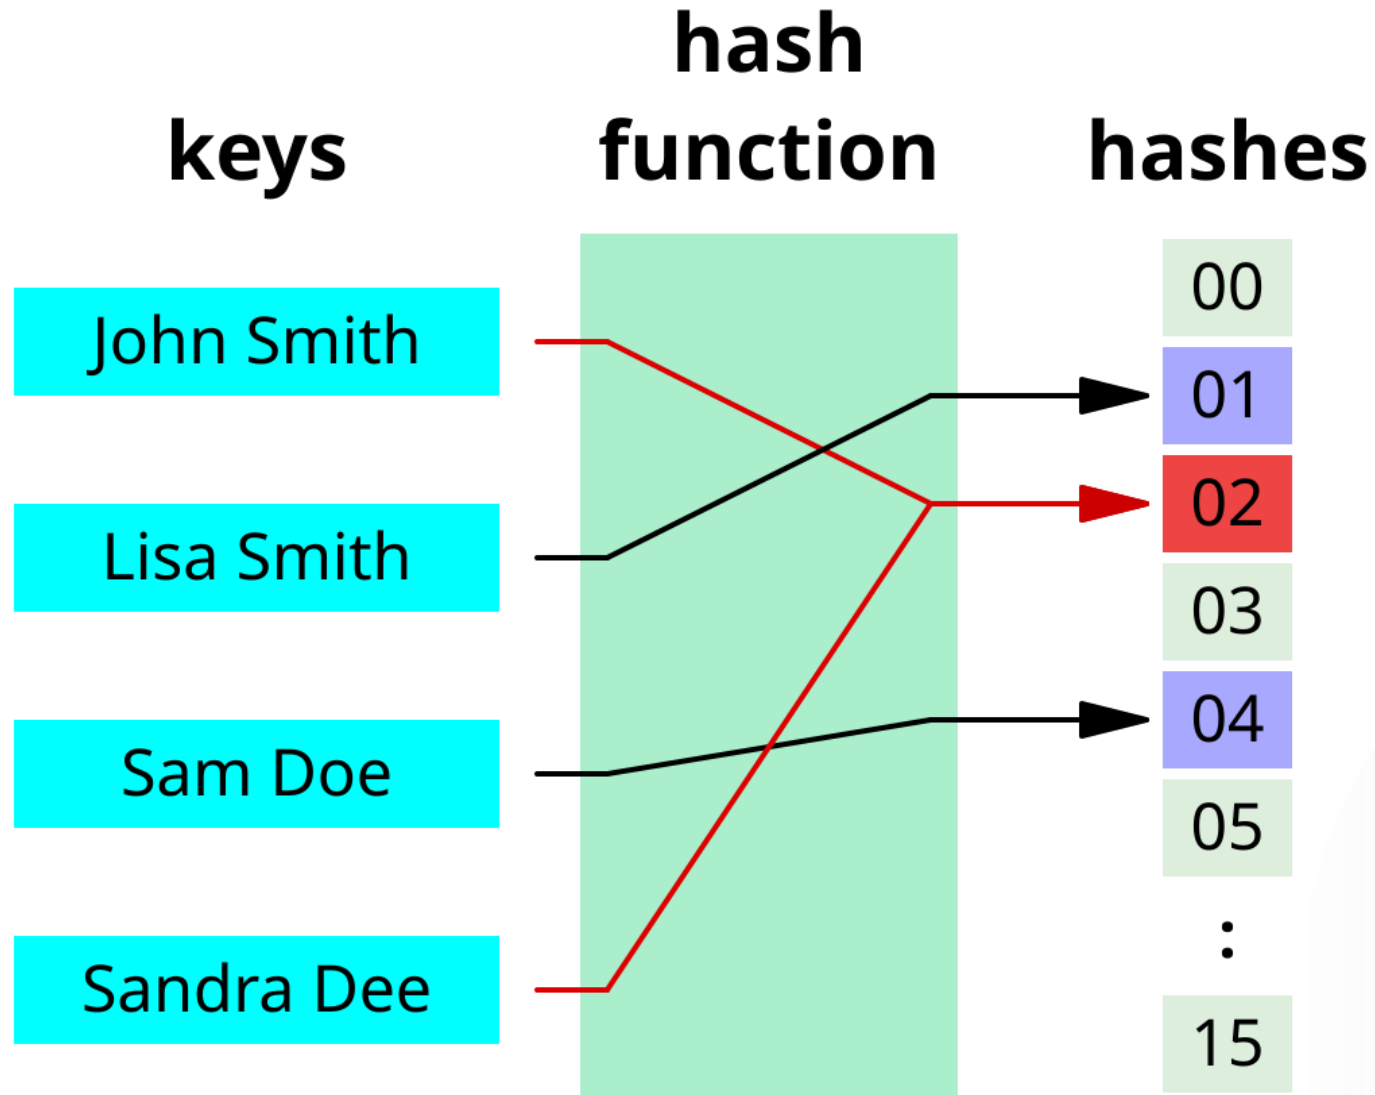 hash
function
keys
hashes
John Smith
Lisa Smith
Sam Doe
Sandra Dee
00
01
02
03
04
05
:
15